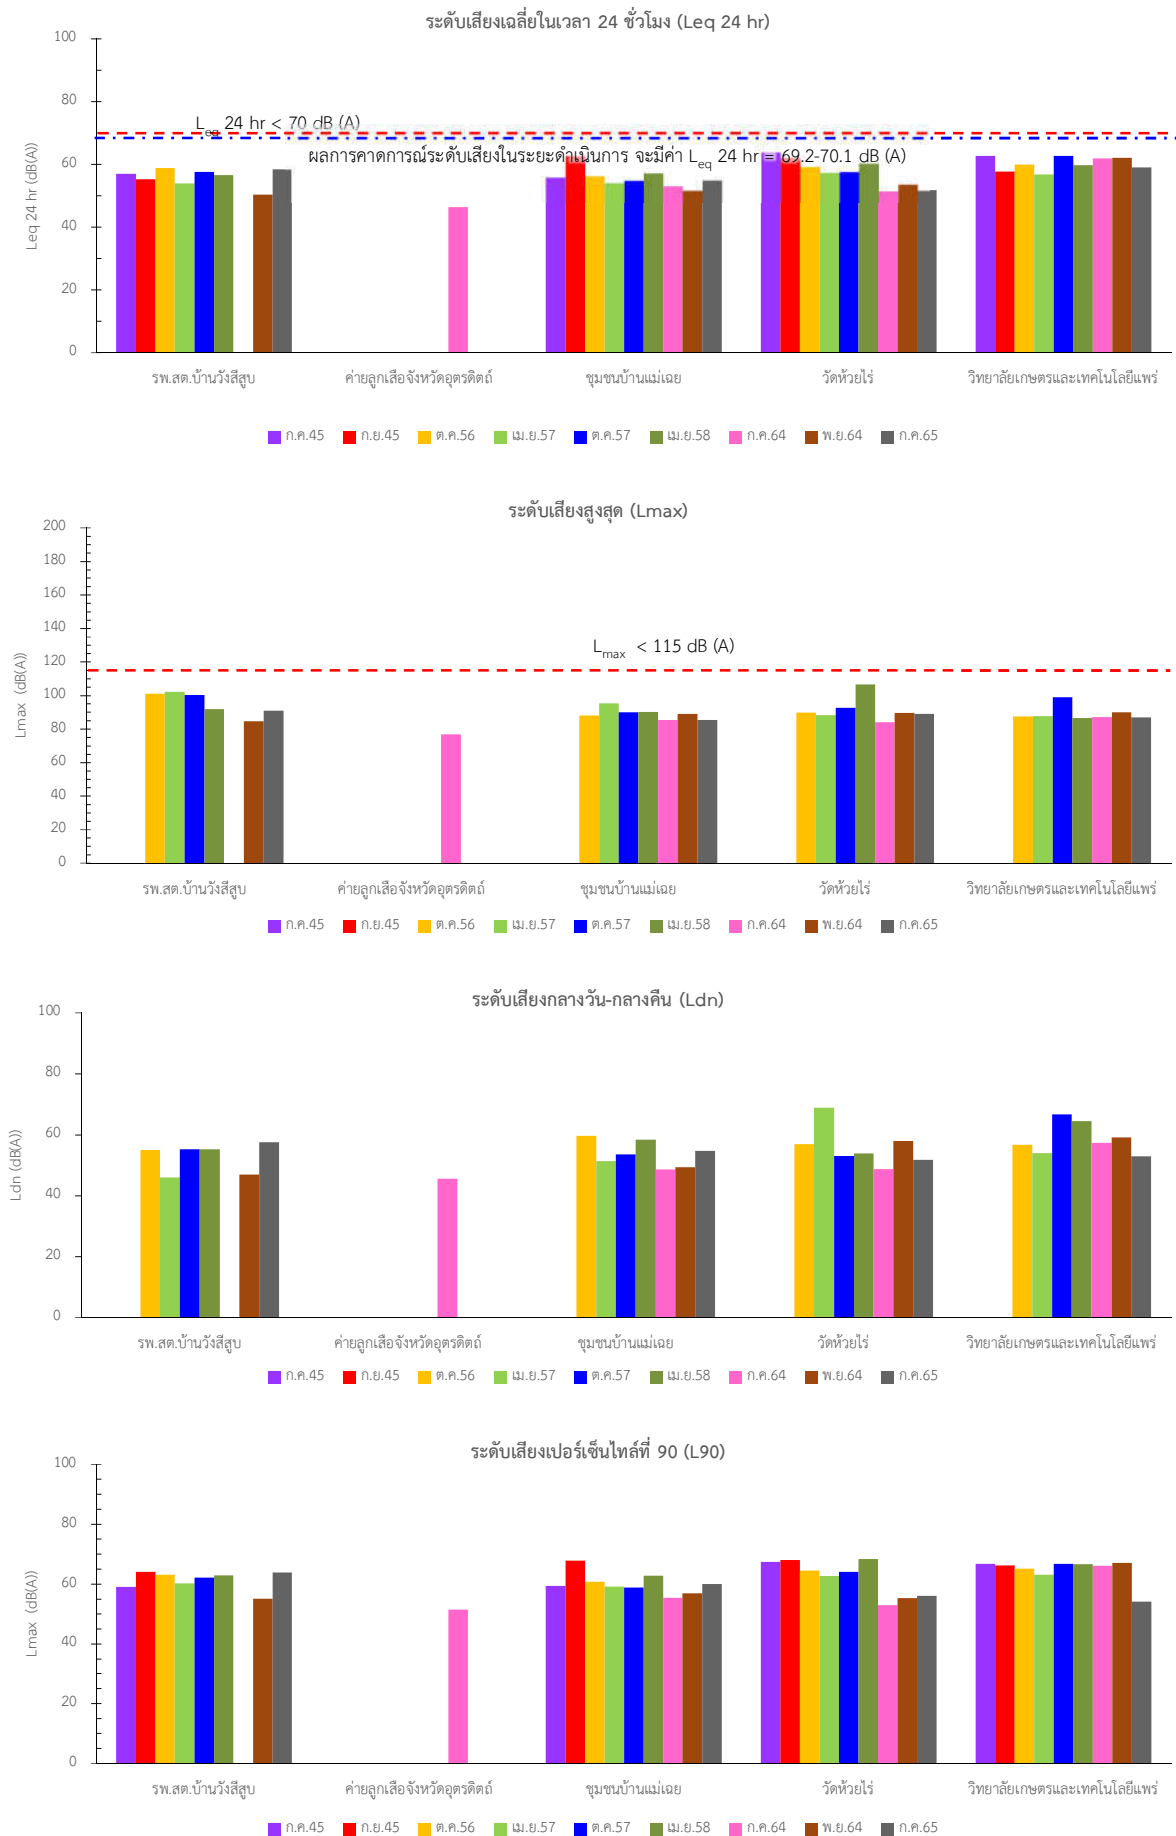 ระดับเสียงเฉลี่ยในเวลา 24 ชั่วโมง (Leq 24 hr)
100
80
60
40
20
0
Leq 24 hr (dB(A))
Leq 24 hr < 70 dB (A)
ผลการคาดการณ์ระดับเสียงในระยะดำเนินการ จะมีค่า Leq 24 hr = 69.2-70.1 dB (A)
รพ.สต.บ้านวังสีสูบ ค่ายลูกเสือจังหวัดอุตรดิตถ์ ชุมชนบ้านแม่เฉย วัดห้วยไร่ วิทยาลัยเกษตรและเทคโนโลยีแพร่
ก.ค.45 ก.ย.45 ต.ค.56 เม.ย.57 ต.ค.57 เม.ย.58 ก.ค.64 พ.ย.64 ก.ค.65
ระดับเสียงสูงสุด (Lmax)
200
180
160
140
120
100
80
60
40
20
0
Lmax (dB(A))
Lmax < 115 dB (A)
รพ.สต.บ้านวังสีสูบ ค่ายลูกเสือจังหวัดอุตรดิตถ์ ชุมชนบ้านแม่เฉย วัดห้วยไร่ วิทยาลัยเกษตรและเทคโนโลยีแพร่
ก.ค.45 ก.ย.45 ต.ค.56 เม.ย.57 ต.ค.57 เม.ย.58 ก.ค.64 พ.ย.64 ก.ค.65
ระดับเสียงกลางวัน-กลางคืน (Ldn)
100
80
60
40
20
0
Ldn (dB(A))
รพ.สต.บ้านวังสีสูบ ค่ายลูกเสือจังหวัดอุตรดิตถ์ ชุมชนบ้านแม่เฉย วัดห้วยไร่ วิทยาลัยเกษตรและเทคโนโลยีแพร่
ก.ค.45 ก.ย.45 ต.ค.56 เม.ย.57 ต.ค.57 เม.ย.58 ก.ค.64 พ.ย.64 ก.ค.65
ระดับเสียงเปอร์เซ็นไทล์ที่ 90 (L90)
100
80
60
40
20
0
Lmax (dB(A))
รพ.สต.บ้านวังสีสูบ ค่ายลูกเสือจังหวัดอุตรดิตถ์ ชุมชนบ้านแม่เฉย วัดห้วยไร่ วิทยาลัยเกษตรและเทคโนโลยีแพร่
ก.ค.45 ก.ย.45 ต.ค.56 เม.ย.57 ต.ค.57 เม.ย.58 ก.ค.64 พ.ย.64 ก.ค.65